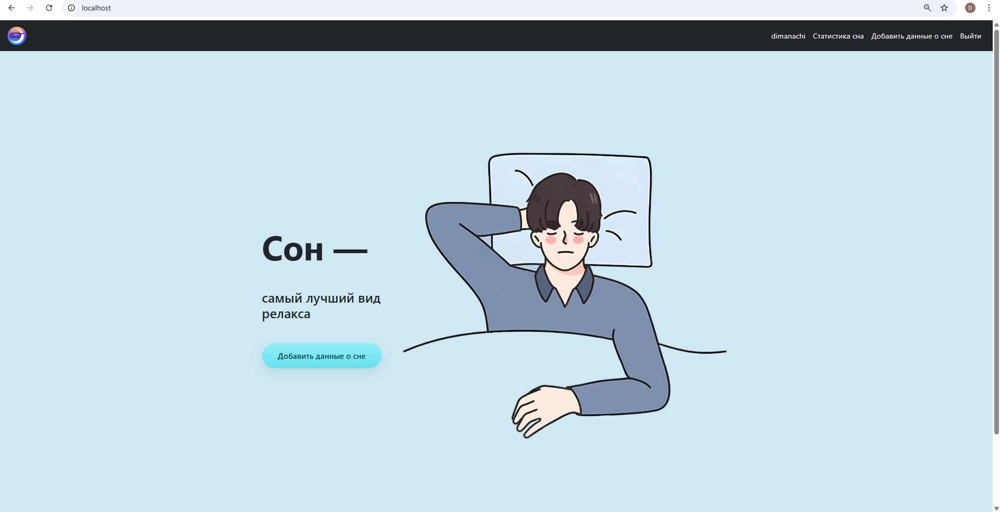 localhost
D
dimanachi Статистика сна Добавить данные о сне Выйти
Сон —
самый лучший вид
релакса
Добавить данные о сне